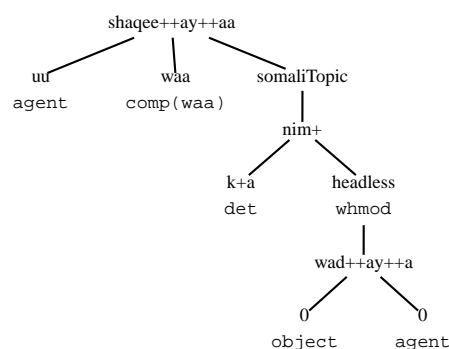 shaqee++ay++aa
uu waa somaliTopic
agent comp(waa)
nim+
k+a headless
det whmod
wad++ay++a
0 0
object agent